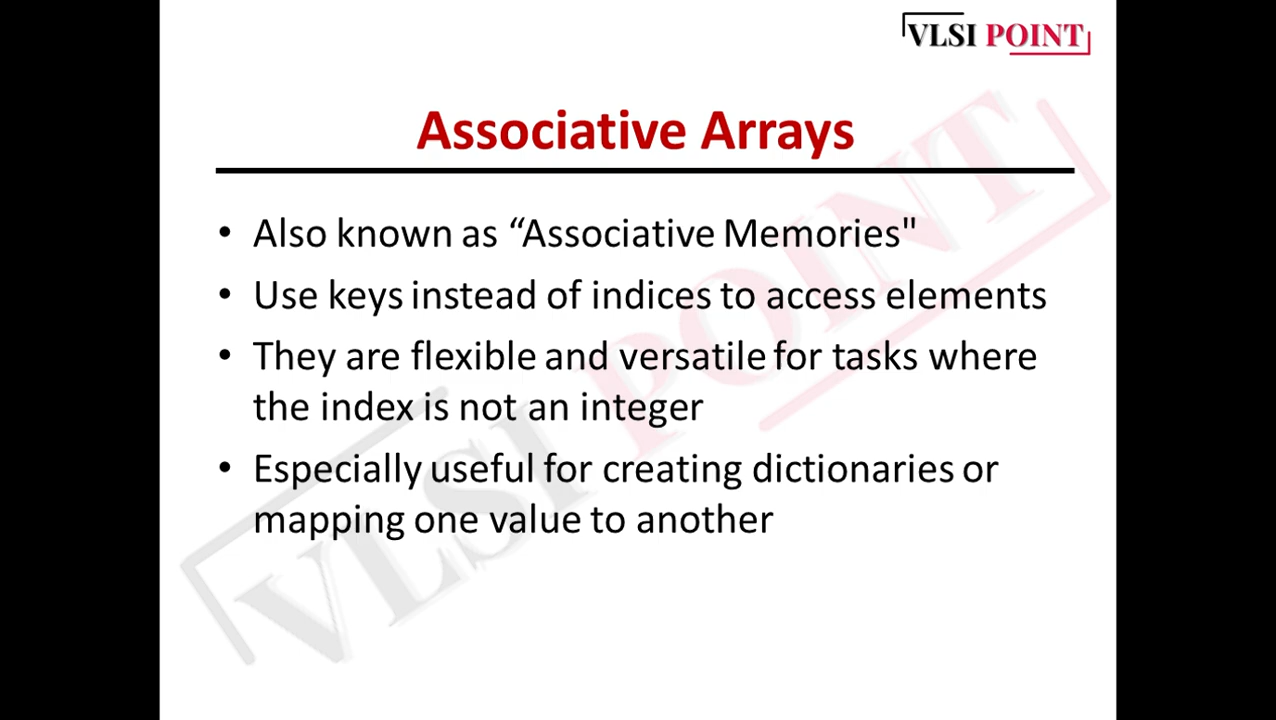 VLSI POINT
Associative Arrays
• Also known as “Associative Memories"
• Use keys instead of indices to access elements
• They are flexible and versatile for tasks where
the index is not an integer
• Especially useful for creating dictionaries or
mapping one value to another
VLSI POINT